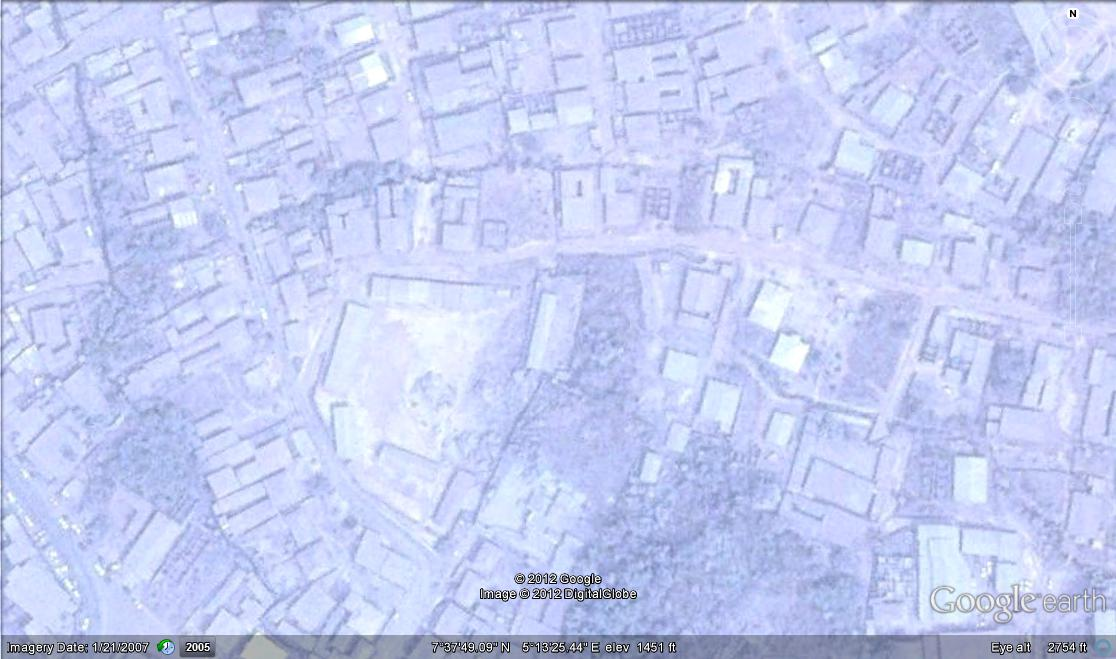 N
© 2012 Google
Image © 2012 DigitalGlobe
Google earth
Imagery Date: 1/21/2007 2005 7°37'49.09" N 5°13'25.44" E elev 1451 ft Eye alt 2754 ft